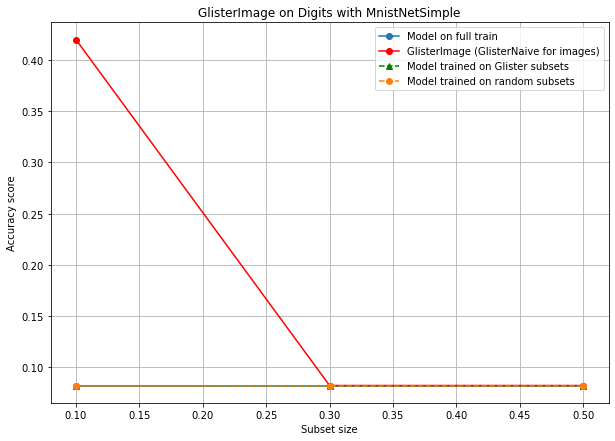 GlisterImage on Digits with MnistNetSimple
Model on full train
GlisterImage (GlisterNaive for images)
Model trained on Glister subsets
Model trained on random subsets
Accuracy score
0.40
0.35
0.30
0.25
0.20
0.15
0.10
0.10 0.15 0.20 0.25 0.30 0.35 0.40 0.45 0.50
Subset size